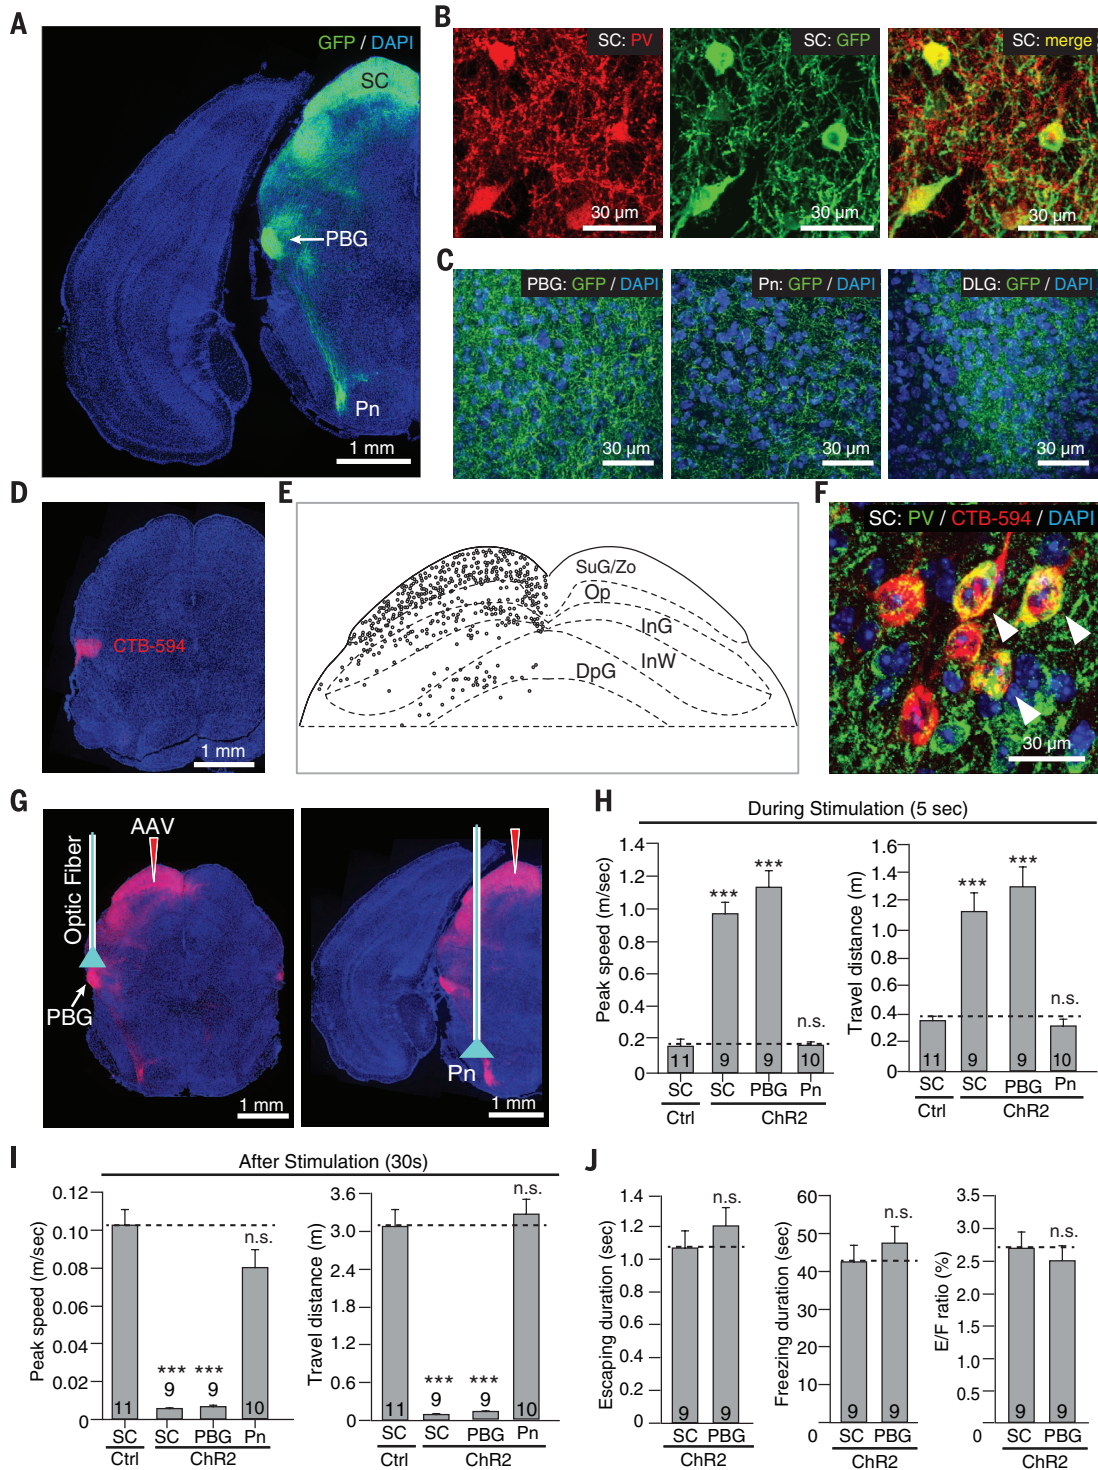 A
GFP / DAPI
SC
PBG
Pn
1 mm
B
SC: PV
30 µm
SC: GFP
30 µm
SC: merge
30 µm
C
PBG: GFP / DAPI
30 µm
Pn: GFP / DAPI
30 µm
DLG: GFP / DAPI
30 µm
D
CTB-594
1 mm
E
SuG/Zo
Op
InG
InW
DpG
F
SC: PV / CTB-594 / DAPI
30 µm
G
AAV
Optic Fiber
PBG
1 mm
Pn
1 mm
H
During Stimulation (5 sec)
Peak speed (m/sec)
1.4
1.2
1.0
0.8
0.6
0.4
0.2
0
***
***
n.s.
11
9
9
10
SC
SC
PBG
Pn
Ctrl
ChR2
Travel distance (m)
1.6
1.4
1.2
1.0
0.8
0.6
0.4
0.2
0
***
***
n.s.
11
9
9
10
SC
SC
PBG
Pn
Ctrl
ChR2
I
After Stimulation (30s)
Peak speed (m/sec)
0.12
0.10
0.08
0.06
0.04
0.02
0
n.s.
*** ***
9
9
11
10
SC
SC
PBG
Pn
Ctrl
ChR2
Travel distance (m)
3.6
3.0
2.4
1.8
1.2
0.6
0
n.s.
*** ***
9
9
11
10
SC
SC
PBG
Pn
Ctrl
ChR2
J
Escaping duration (sec)
1.4
1.2
1.0
0.8
0.6
0.4
0.2
0
n.s.
9
9
SC
PBG
ChR2
Freezing duration (sec)
60
50
40
30
20
10
0
n.s.
9
9
SC
PBG
ChR2
E/F ratio (%)
3.5
3.0
2.5
2.0
1.5
1.0
0.5
0
n.s.
9
9
SC
PBG
ChR2